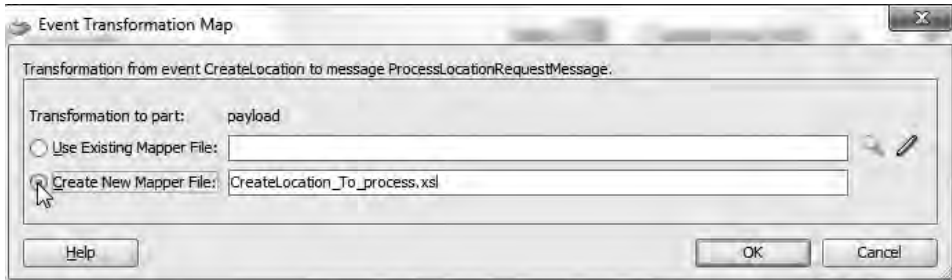 Event Transformation Map
Transformation from event CreateLocation to message ProcessLocationRequestMessage.
Transformation to part: payload
Use Existing Mapper File:
Create New Mapper File: CreateLocation_To_process.xsl
Help OK Cancel